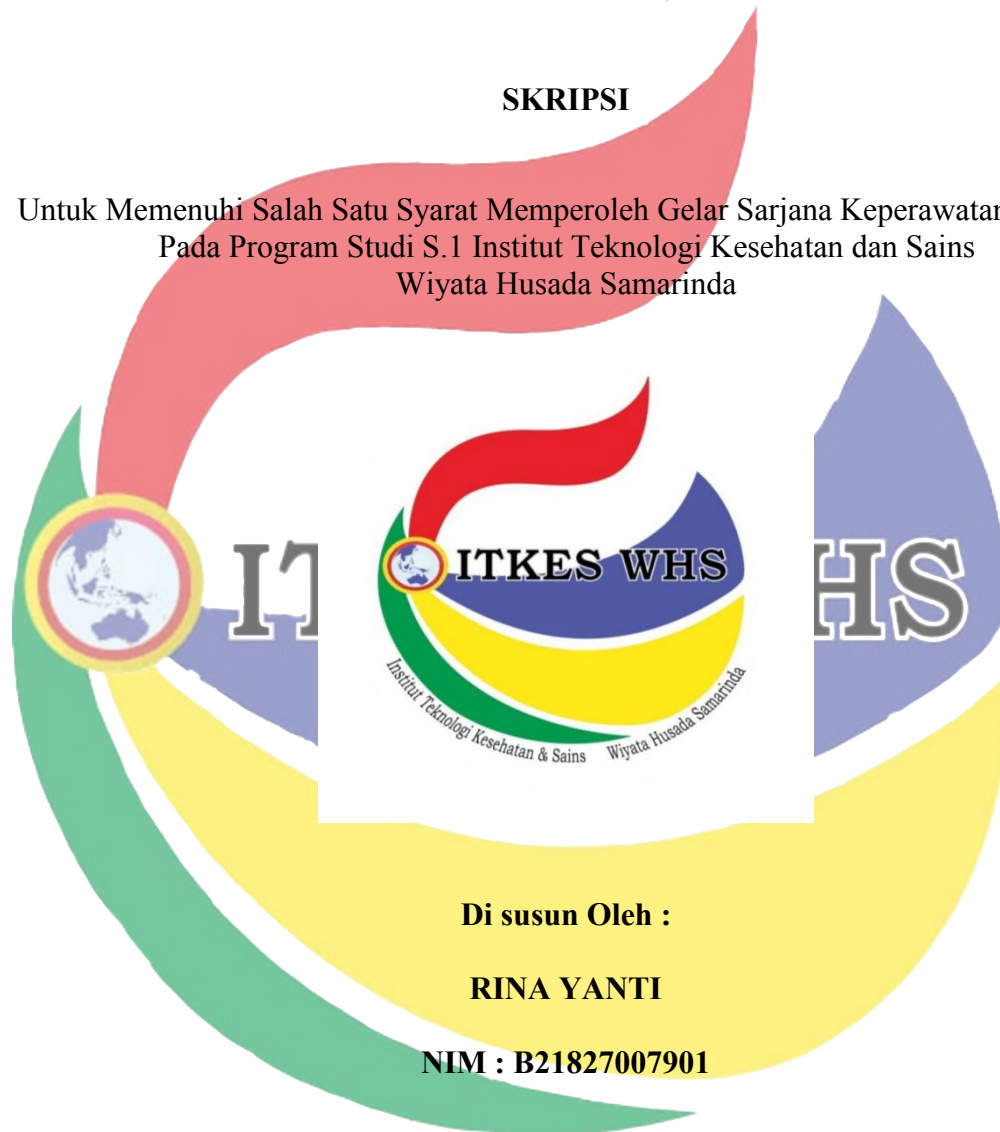 SKRIPSI
Untuk Memenuhi Salah Satu Syarat Memperoleh Gelar Sarjana Keperawatan
Pada Program Studi S.1 Institut Teknologi Kesehatan dan Sains
Wiyata Husada Samarinda
ITKES WHS
Institut Teknologi Kesehatan & Sains Wiyata Husada Samarinda
HS
Di susun Oleh :
RINA YANTI
NIM : B21827007901